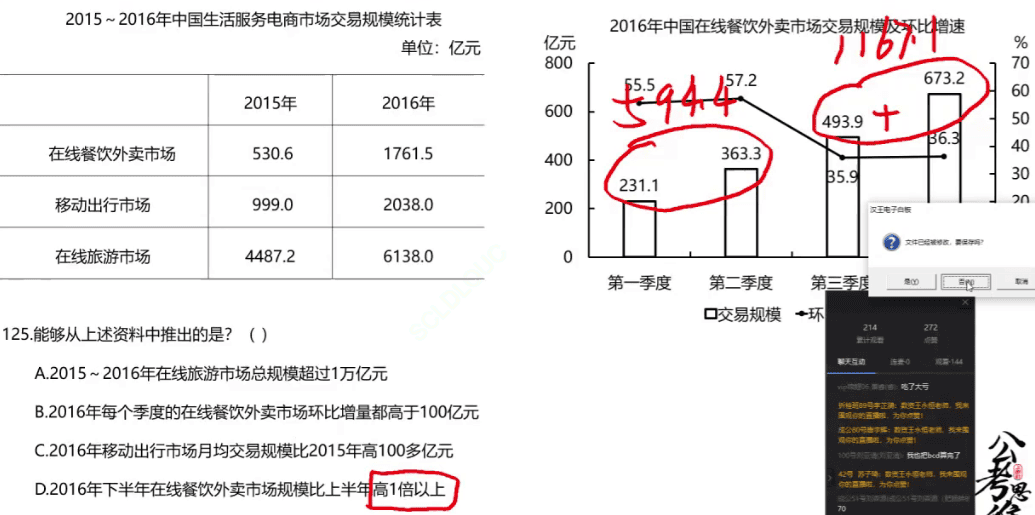 2015～2016年中国生活服务电商市场交易规模统计表
单位：亿元
2015年 2016年
在线餐饮外卖市场 530.6 1761.5
移动出行市场 999.0 2038.0
在线旅游市场 4487.2 6138.0
125.能够从上述资料中推出的是？（ ）
A.2015～2016年在线旅游市场总规模超过1万亿元
B.2016年每个季度的在线餐饮外卖市场环比增量都高于100亿元
C.2016年移动出行市场月均交易规模比2015年高100多亿元
D.2016年下半年在线餐饮外卖市场规模比上半年高1倍以上
2016年中国在线餐饮外卖市场交易规模及环比增速
亿元 %
1167.1
594.4
+
800 70
600 60
400 50
200 40
0 30
20
55.5 57.2 35.9 36.3
231.1 363.3 493.9 673.2
第一季度 第二季度 第三季度
交易规模 环
汉王电子白板
文件已经被修改，要保存吗?
是(Y) 否(N) 取消
214 272
累计观看 点赞
聊天互动 连麦·0 观看·144
电了大亏
我也把bcd算完了
70
公考思维